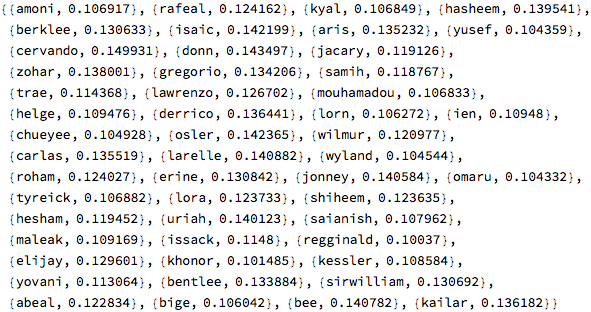 {{amoni, 0.106917}, {rafeal, 0.124162}, {kyal, 0.106849}, {hasheem, 0.139541},
{berklee, 0.130633}, {isaic, 0.142199}, {aris, 0.135232}, {yusef, 0.104359},
{cervando, 0.149931}, {donn, 0.143497}, {jacary, 0.119126},
{zohar, 0.138001}, {gregorio, 0.134206}, {samih, 0.118767},
{trae, 0.114368}, {lawrenzo, 0.126702}, {mouhamadou, 0.106833},
{helge, 0.109476}, {derrico, 0.136441}, {lorn, 0.106272}, {ien, 0.10948},
{chueyee, 0.104928}, {osler, 0.142365}, {wilmur, 0.120977},
{carlas, 0.135519}, {larelle, 0.140882}, {wyland, 0.104544},
{roham, 0.124027}, {erine, 0.130842}, {jonney, 0.140584}, {omaru, 0.104332},
{tyreick, 0.106882}, {lora, 0.123733}, {shiheem, 0.123635},
{hesham, 0.119452}, {uriah, 0.140123}, {saianish, 0.107962},
{maleak, 0.109169}, {issack, 0.1148}, {regginald, 0.10037},
{elijay, 0.129601}, {khonor, 0.101485}, {kessler, 0.108584},
{yovani, 0.113064}, {bentlee, 0.133884}, {sirwilliam, 0.130692},
{abeal, 0.122834}, {bige, 0.106042}, {bee, 0.140782}, {kailar, 0.136182}}